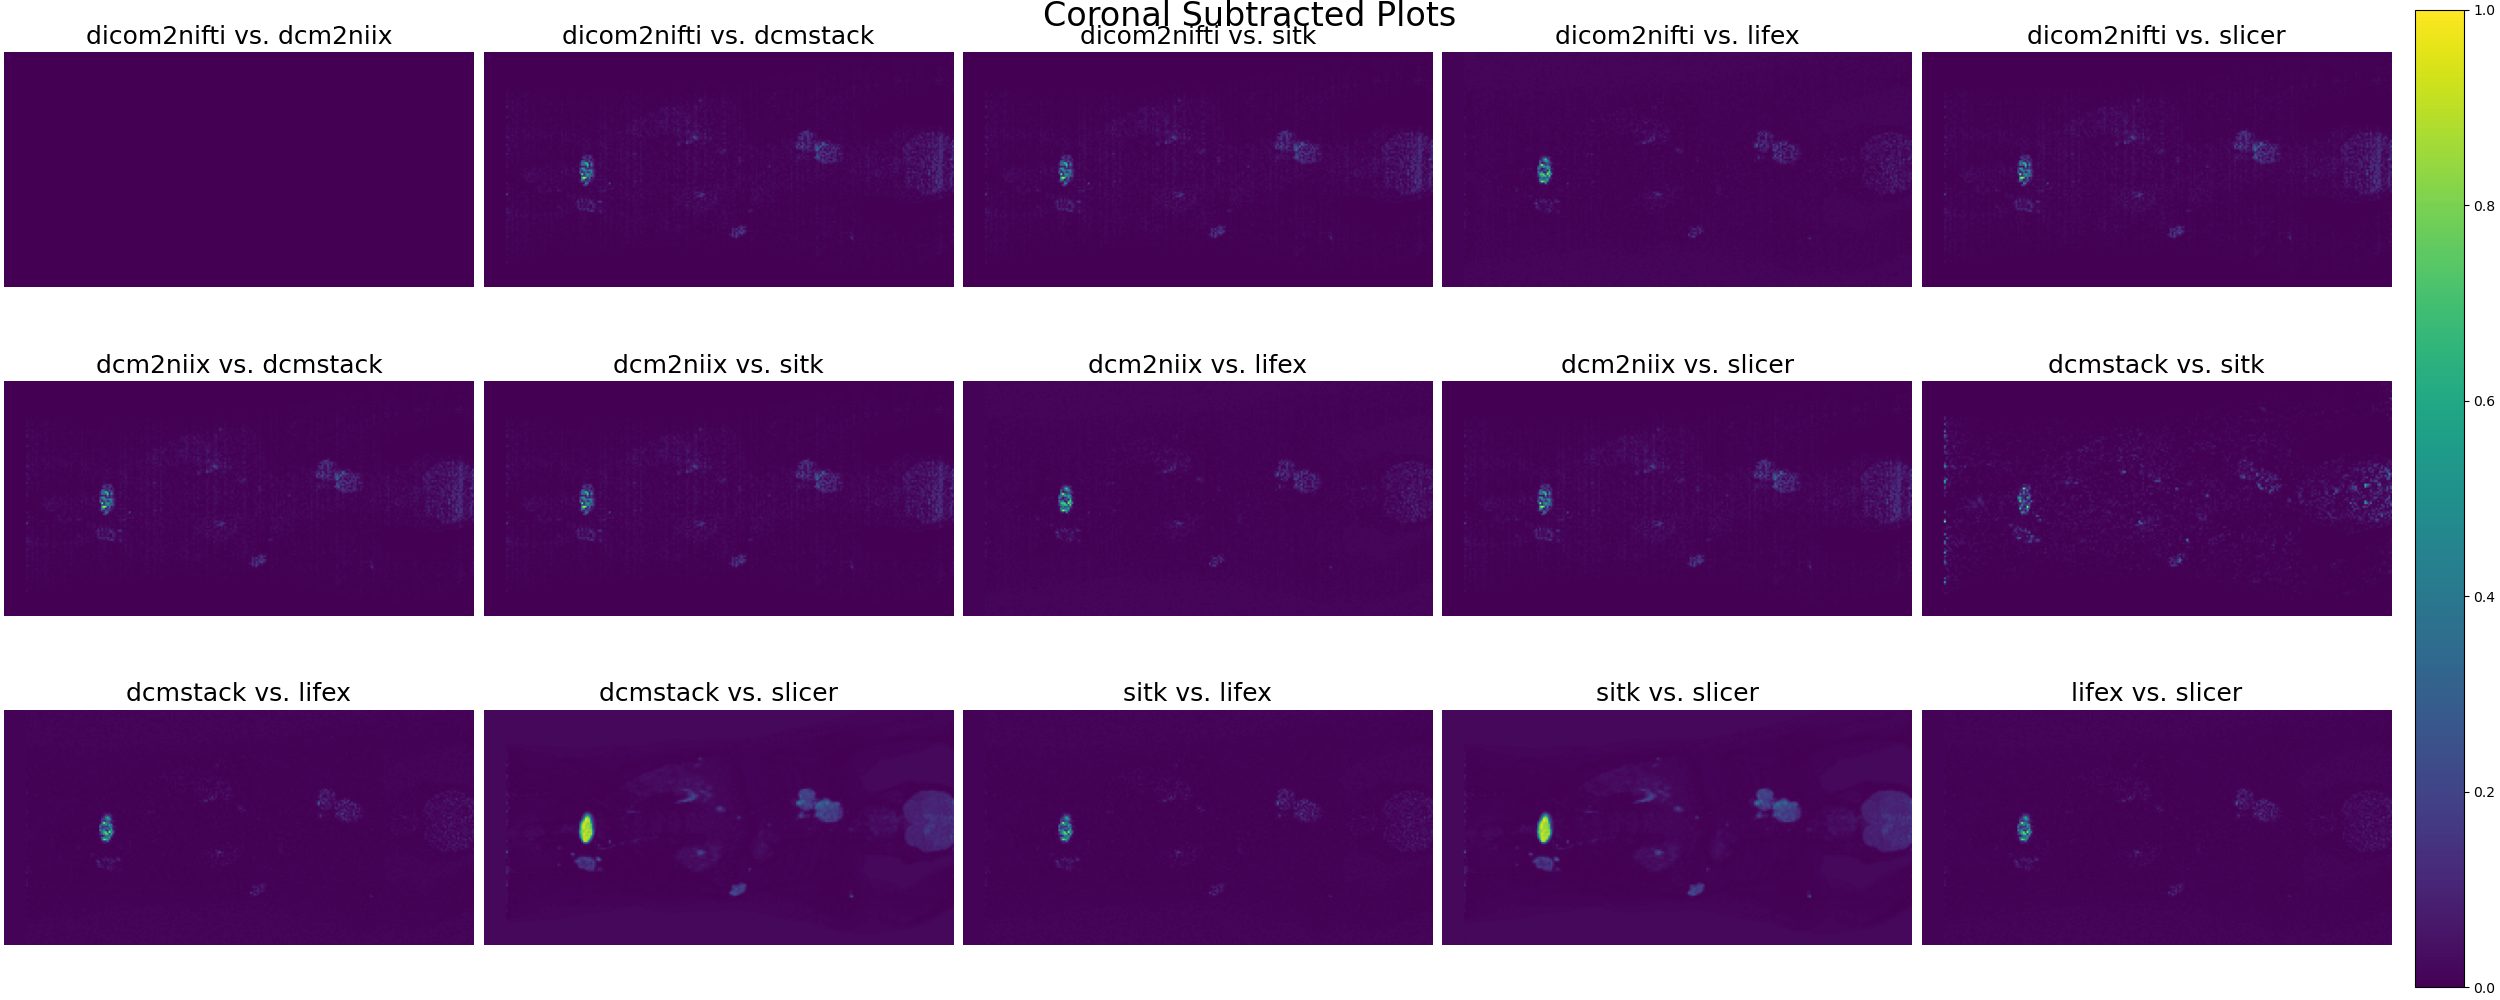 Coronal Subtracted Plots
dicom2nifti vs. dcm2niix
dicom2nifti vs. dcmstack
dicom2nifti vs. sitk
dicom2nifti vs. lifex
dicom2nifti vs. slicer
dcm2niix vs. dcmstack
dcm2niix vs. sitk
dcm2niix vs. lifex
dcm2niix vs. slicer
dcmstack vs. sitk
dcmstack vs. lifex
dcmstack vs. slicer
sitk vs. lifex
sitk vs. slicer
lifex vs. slicer
1.0
0.8
0.6
0.4
0.2
0.0